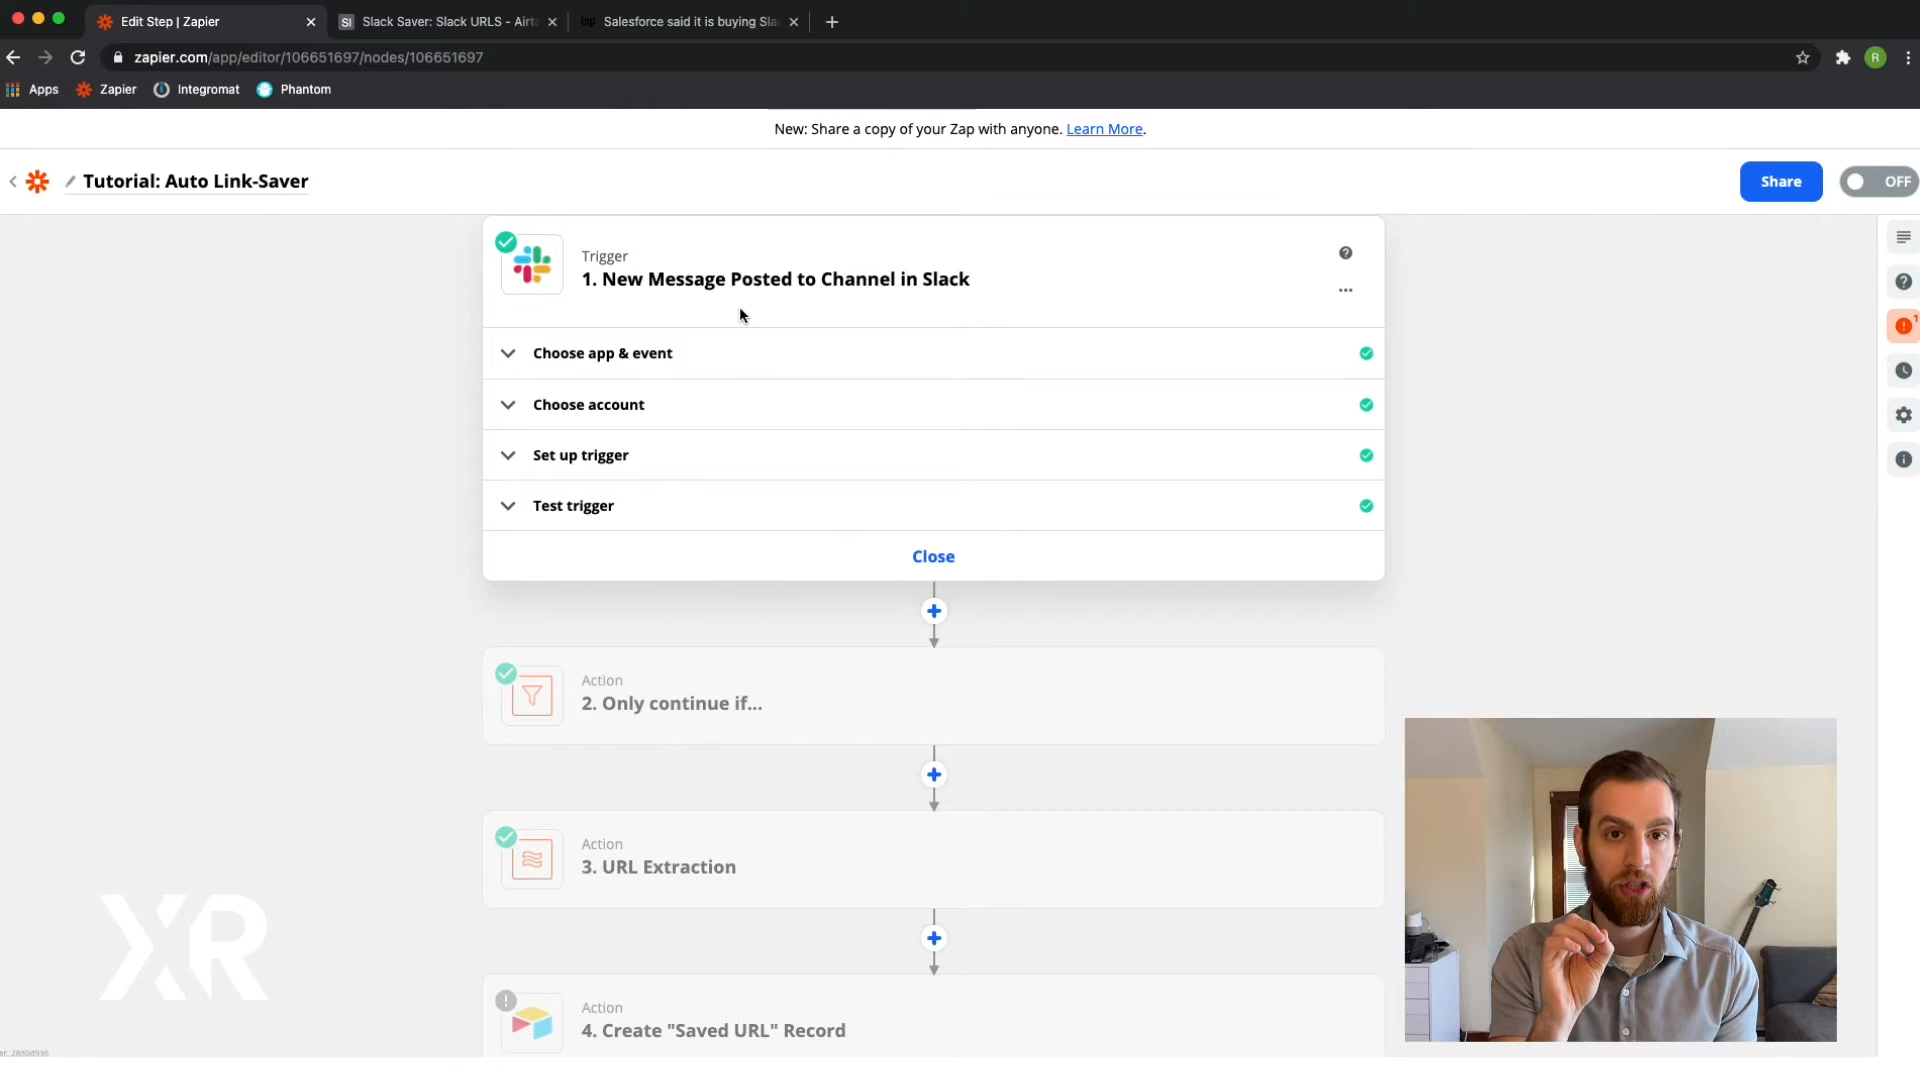 Edit Step | Zapier
Slack Saver: Slack URLS - Airta
Salesforce said it is buying Sla
zapier.com/app/editor/106651697/nodes/106651697
R
Apps
Zapier
Integromat
Phantom
New: Share a copy of your Zap with anyone. Learn More.
Tutorial: Auto Link-Saver
Share
OFF
Trigger
1. New Message Posted to Channel in Slack
Choose app & event
Choose account
Set up trigger
Test trigger
Close
Action
2. Only continue if...
Action
3. URL Extraction
Action
4. Create "Saved URL" Record
XR
1